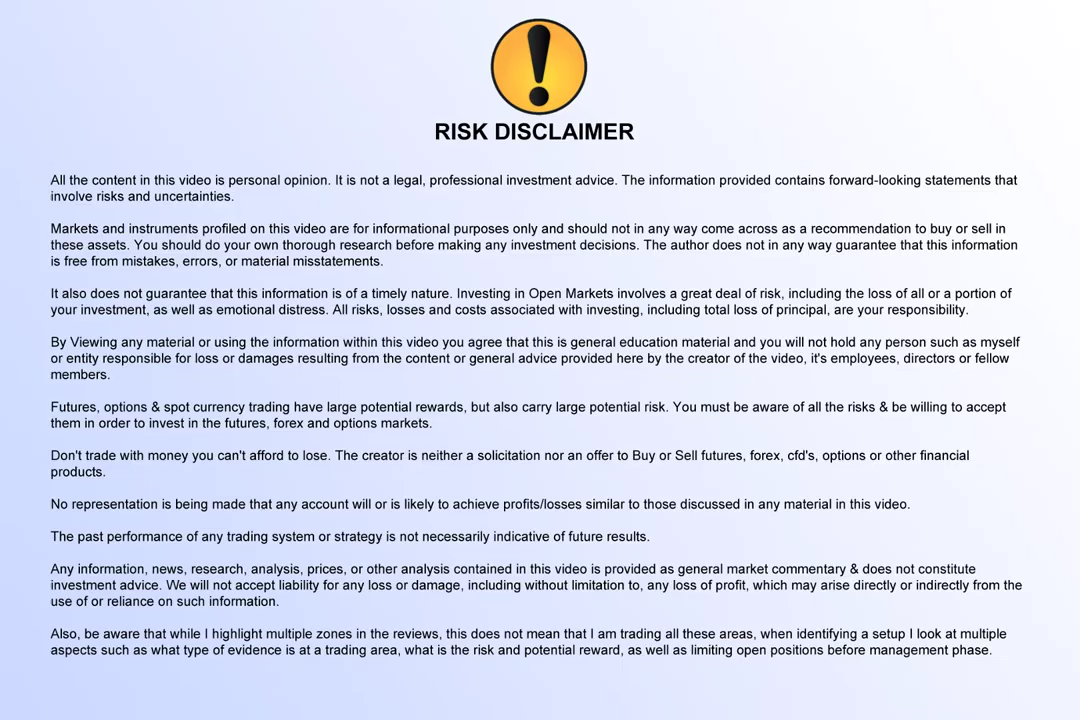 RISK DISCLAIMER
All the content in this video is personal opinion. It is not a legal, professional investment advice. The information provided contains forward-looking statements that
involve risks and uncertainties.
Markets and instruments profiled on this video are for informational purposes only and should not in any way come across as a recommendation to buy or sell in
these assets. You should do your own thorough research before making any investment decisions. The author does not in any way guarantee that this information
is free from mistakes, errors, or material misstatements.
It also does not guarantee that this information is of a timely nature. Investing in Open Markets involves a great deal of risk, including the loss of all or a portion of
your investment, as well as emotional distress. All risks, losses and costs associated with investing, including total loss of principal, are your responsibility.
By Viewing any material or using the information within this video you agree that this is general education material and you will not hold any person such as myself
or entity responsible for loss or damages resulting from the content or general advice provided here by the creator of the video, it's employees, directors or fellow
members.
Futures, options & spot currency trading have large potential rewards, but also carry large potential risk. You must be aware of all the risks & be willing to accept
them in order to invest in the futures, forex and options markets.
Don't trade with money you can't afford to lose. The creator is neither a solicitation nor an offer to Buy or Sell futures, forex, cfd's, options or other financial
products.
No representation is being made that any account will or is likely to achieve profits/losses similar to those discussed in any material in this video.
The past performance of any trading system or strategy is not necessarily indicative of future results.
Any information, news, research, analysis, prices, or other analysis contained in this video is provided as general market commentary & does not constitute
investment advice. We will not accept liability for any loss or damage, including without limitation to, any loss of profit, which may arise directly or indirectly from the
use of or reliance on such information.
Also, be aware that while I highlight multiple zones in the reviews, this does not mean that I am trading all these areas, when identifying a setup I look at multiple
aspects such as what type of evidence is at a trading area, what is the risk and potential reward, as well as limiting open positions before management phase.